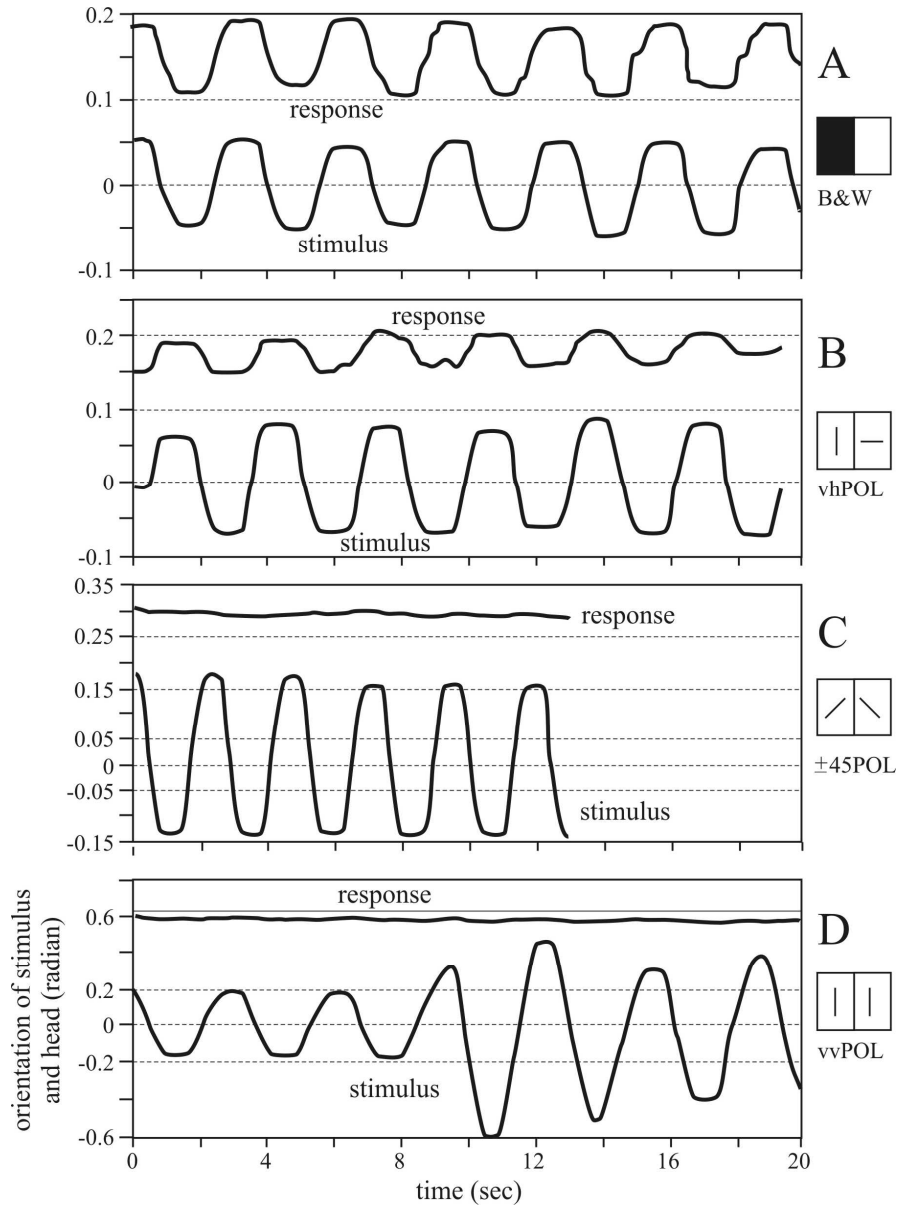 0.2
0.1
0
-0.1
response
stimulus
A
B&W
0.2
0.1
0
-0.1
response
stimulus
B
vhPOL
0.35
0.25
0.15
0.05
0
-0.05
-0.15
response
stimulus
C
±45POL
0.6
0.2
0
-0.2
-0.6
response
stimulus
D
vvPOL
orientation of stimulus
and head (radian)
0 4 8 12 16 20
time (sec)